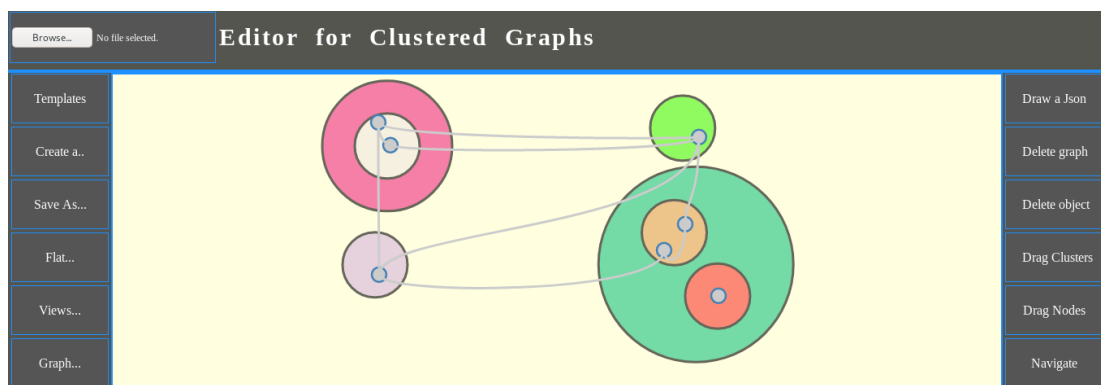 Browse... No file selected.
Editor for Clustered Graphs
Templates
Create a..
Save As...
Flat...
Views...
Graph...
Draw a Json
Delete graph
Delete object
Drag Clusters
Drag Nodes
Navigate